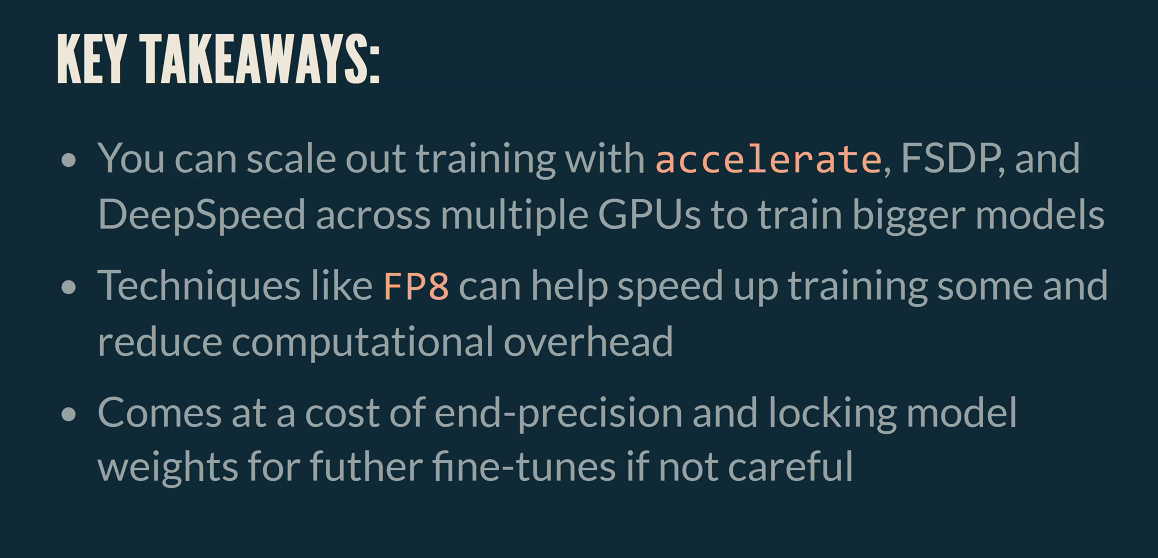 KEY TAKEAWAYS:
• You can scale out training with accelerate, FSDP, and
DeepSpeed across multiple GPUs to train bigger models
• Techniques like FP8 can help speed up training some and
reduce computational overhead
• Comes at a cost of end-precision and locking model
weights for futher fine-tunes if not careful